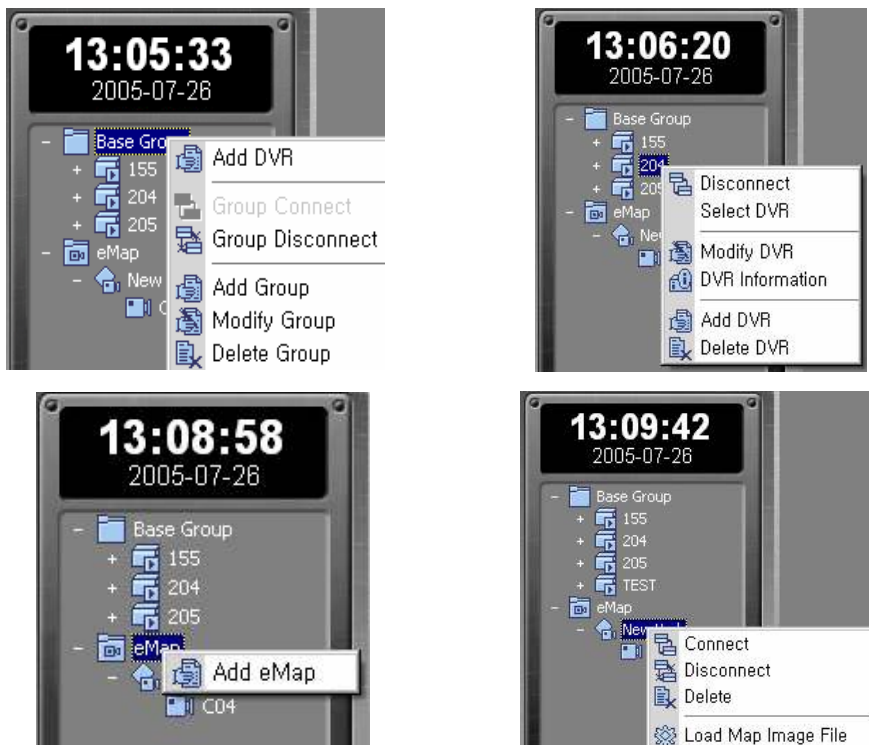 13:05:33
2005-07-26
Base Gro
155
204
205
eMap
New
Add DVR
Group Connect
Group Disconnect
Add Group
Modify Group
Delete Group
13:06:20
2005-07-26
Base Group
155
204
eMap
Disconnect
Select DVR
Modify DVR
DVR Information
Add DVR
Delete DVR
13:08:58
2005-07-26
Base Group
155
204
205
eMap
Add eMap
C04
13:09:42
2005-07-26
Base Group
155
204
205
TEST
eMap
Connect
Disconnect
Delete
Load Map Image File